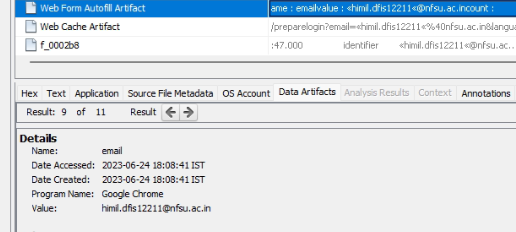 Web Form Autofill Artifact ame : emailvalue : <himil.dfis12211<@nfsu.ac.incount :
Web Cache Artifact /preparelogin?email=<himil.dfis12211<%40nfsu.ac.in&langua
f_0002b8 :47.000 identifier <himil.dfis12211<@nfsu.ac...
Hex Text Application Source File Metadata OS Account Data Artifacts Analysis Results Context Annotations
Result: 9 of 11 Result
Details
Name: email
Date Accessed: 2023-06-24 18:08:41 IST
Date Created: 2023-06-24 18:08:41 IST
Program Name: Google Chrome
Value: himil.dfis12211<@nfsu.ac.in